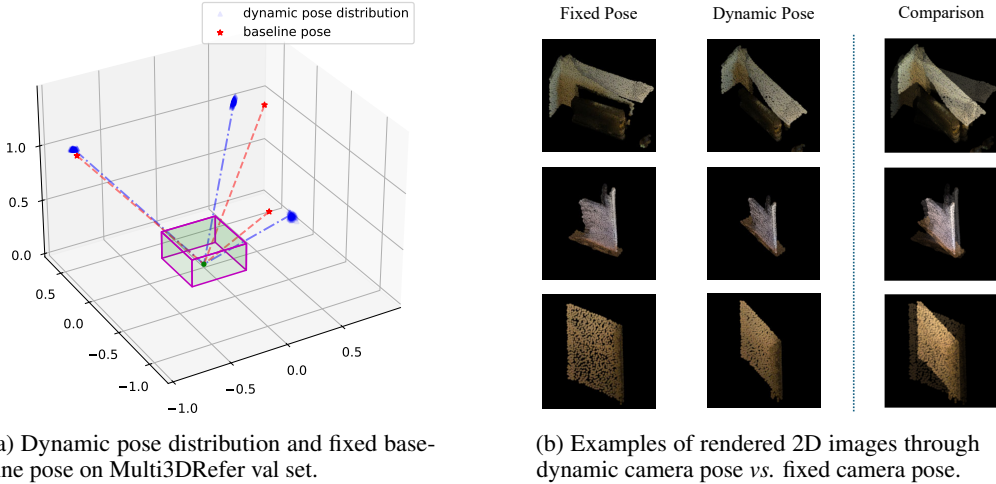 dynamic pose distribution
baseline pose
1.0
0.5
0.0
0.5
0.0
−0.5
−1.0
−1.0
−0.5
0.0
0.5
Fixed Pose
Dynamic Pose
Comparison
a) Dynamic pose distribution and fixed base-
ine pose on Multi3DRefer val set.
(b) Examples of rendered 2D images through
dynamic camera pose vs. fixed camera pose.